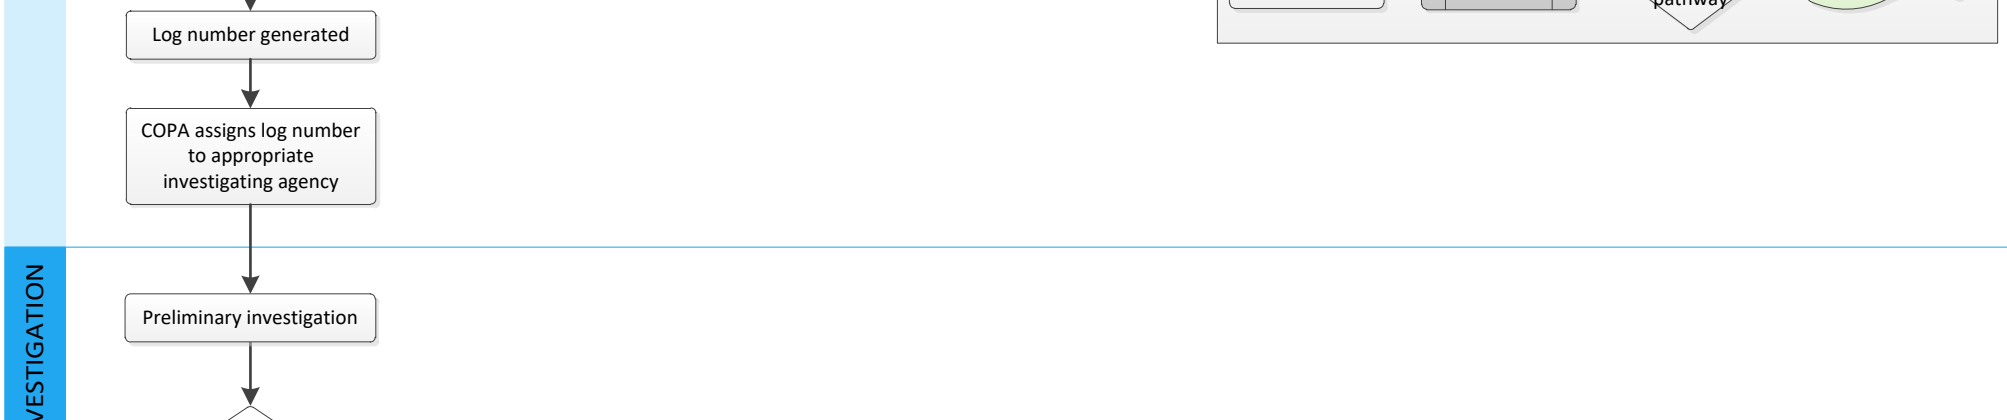 pathway
Log number generated
COPA assigns log number
to appropriate
investigating agency
Preliminary investigation
VESTIGATION